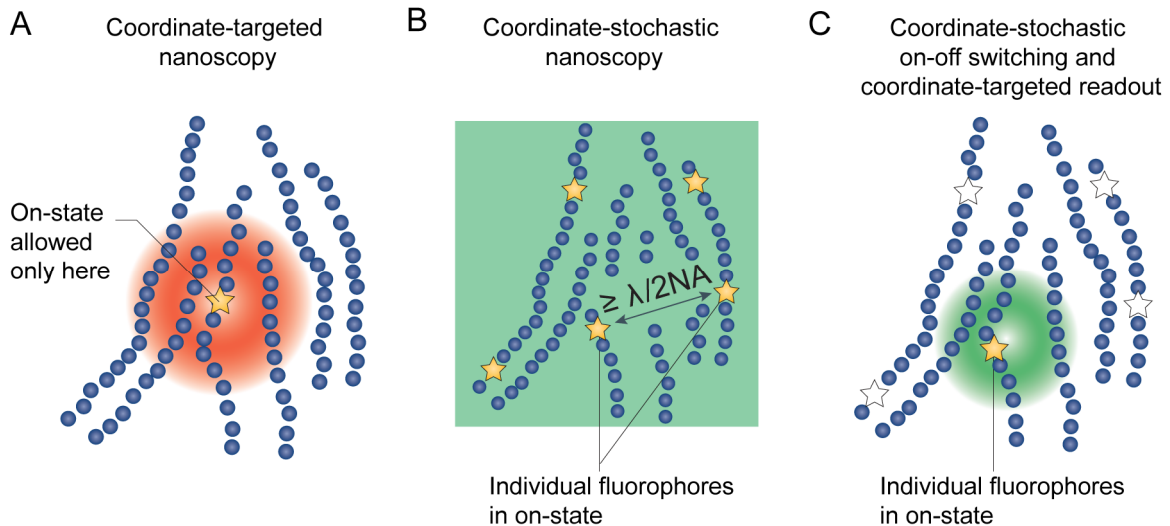 A
Coordinate-targeted
nanoscopy
On-state
allowed
only here
B
Coordinate-stochastic
nanoscopy
≥ λ/2NA
Individual fluorophores
in on-state
C
Coordinate-stochastic
on-off switching and
coordinate-targeted readout
Individual fluorophores
in on-state